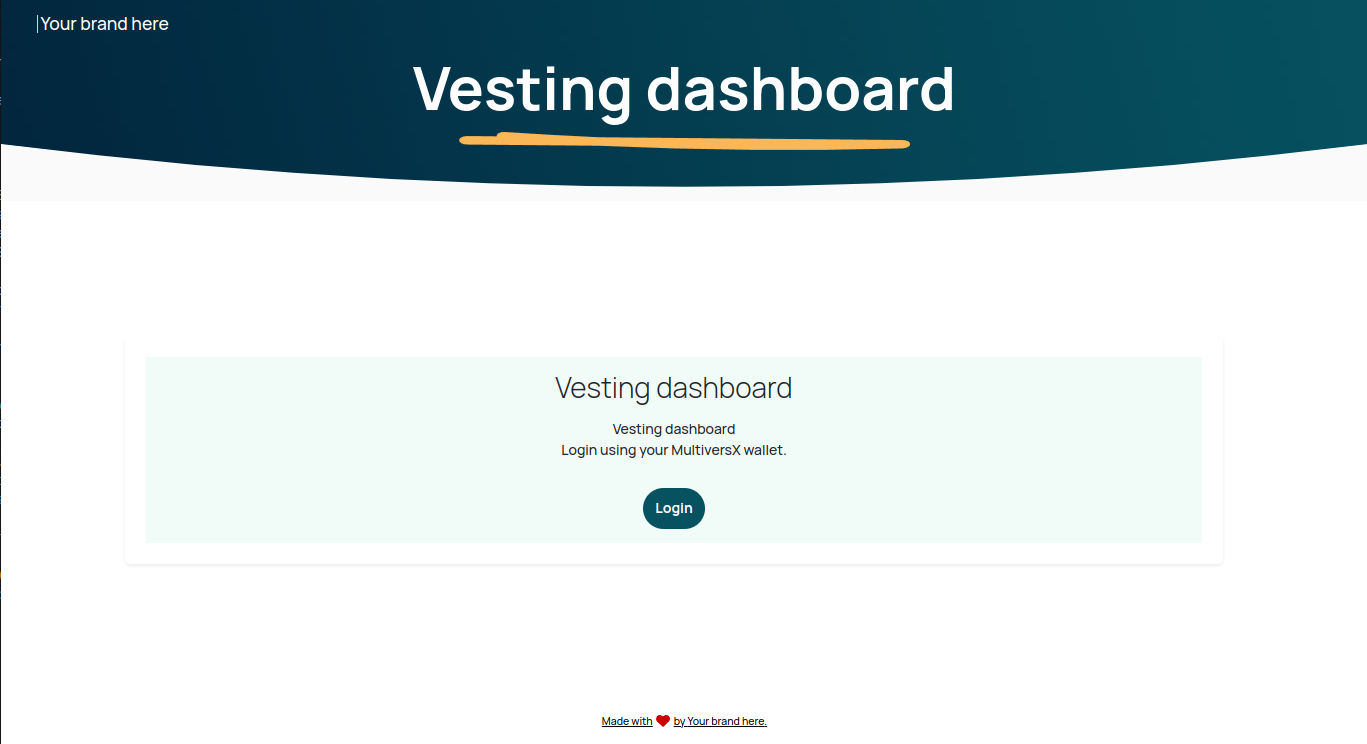 Your brand here
Vesting dashboard
Vesting dashboard
Vesting dashboard
Login using your MultiversX wallet.
Login
Made with by Your brand here.